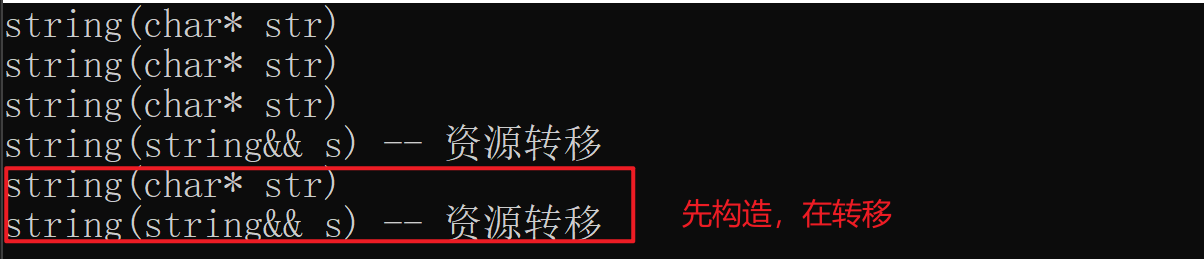 string(char* str)
string(char* str)
string(char* str)
string(string&& s) -- 资源转移
string(char* str)
string(string&& s) -- 资源转移
先构造，在转移